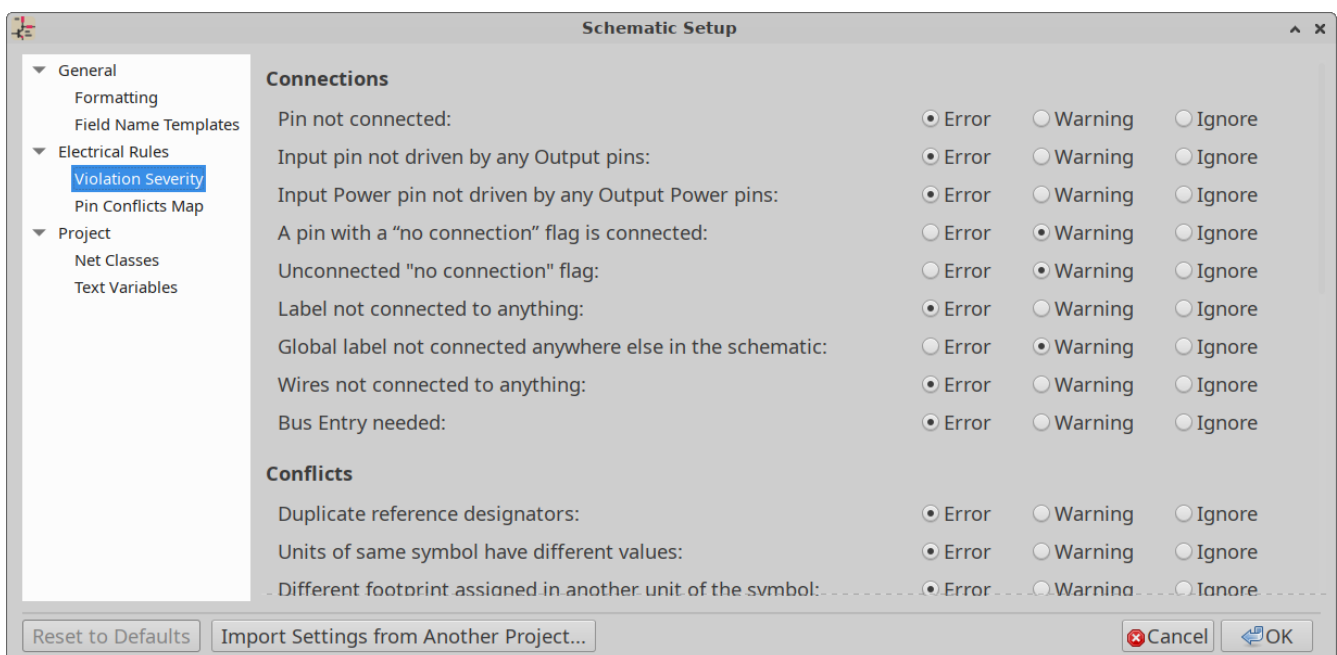 Schematic Setup
General
Formatting
Field Name Templates
Electrical Rules
Violation Severity
Pin Conflicts Map
Project
Net Classes
Text Variables
Connections
Pin not connected: Error Warning Ignore
Input pin not driven by any Output pins: Error Warning Ignore
Input Power pin not driven by any Output Power pins: Error Warning Ignore
A pin with a “no connection” flag is connected: Error Warning Ignore
Unconnected "no connection" flag: Error Warning Ignore
Label not connected to anything: Error Warning Ignore
Global label not connected anywhere else in the schematic: Error Warning Ignore
Wires not connected to anything: Error Warning Ignore
Bus Entry needed: Error Warning Ignore
Conflicts
Duplicate reference designators: Error Warning Ignore
Units of same symbol have different values: Error Warning Ignore
Different footprint assigned in another unit of the symbol: Error Warning Ignore
Reset to Defaults Import Settings from Another Project... Cancel OK